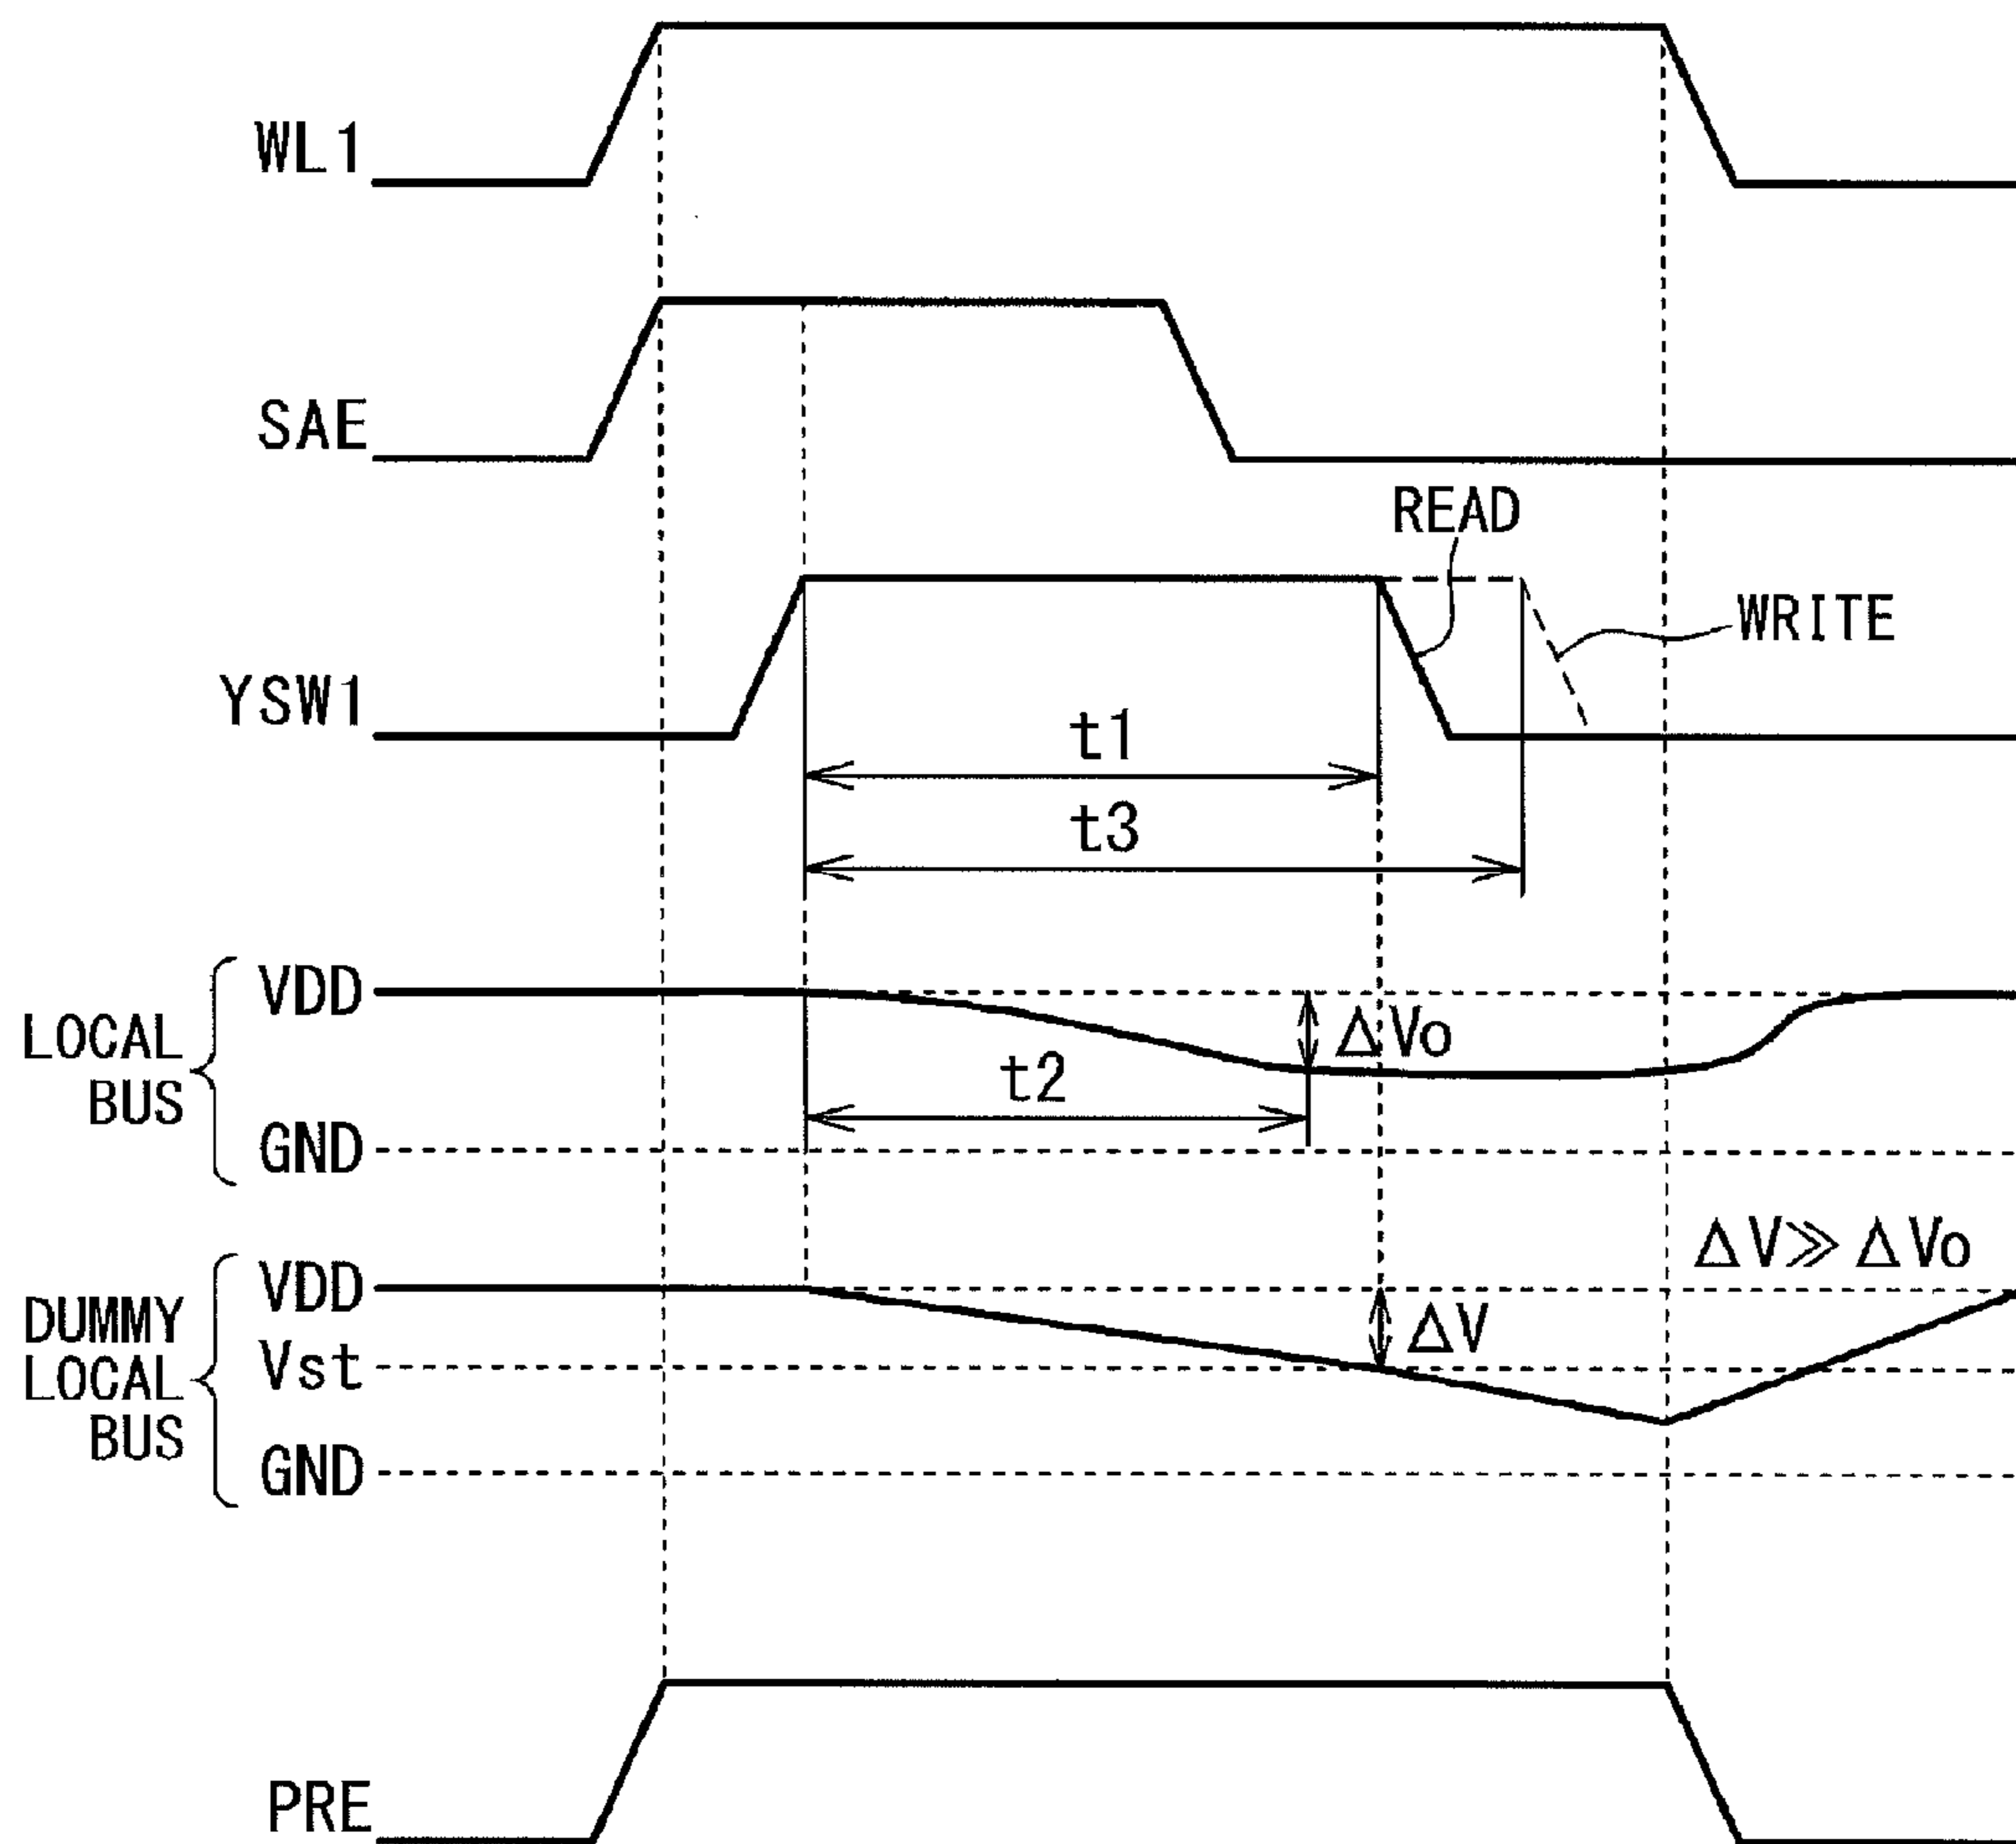 WL1
SAE
READ
WRITE
YSW1
t1
t3
LOCAL
BUS
VDD
ΔVo
t2
GND
ΔV≫ΔVo
DUMMY
LOCAL
BUS
VDD
ΔV
Vst
GND
PRE